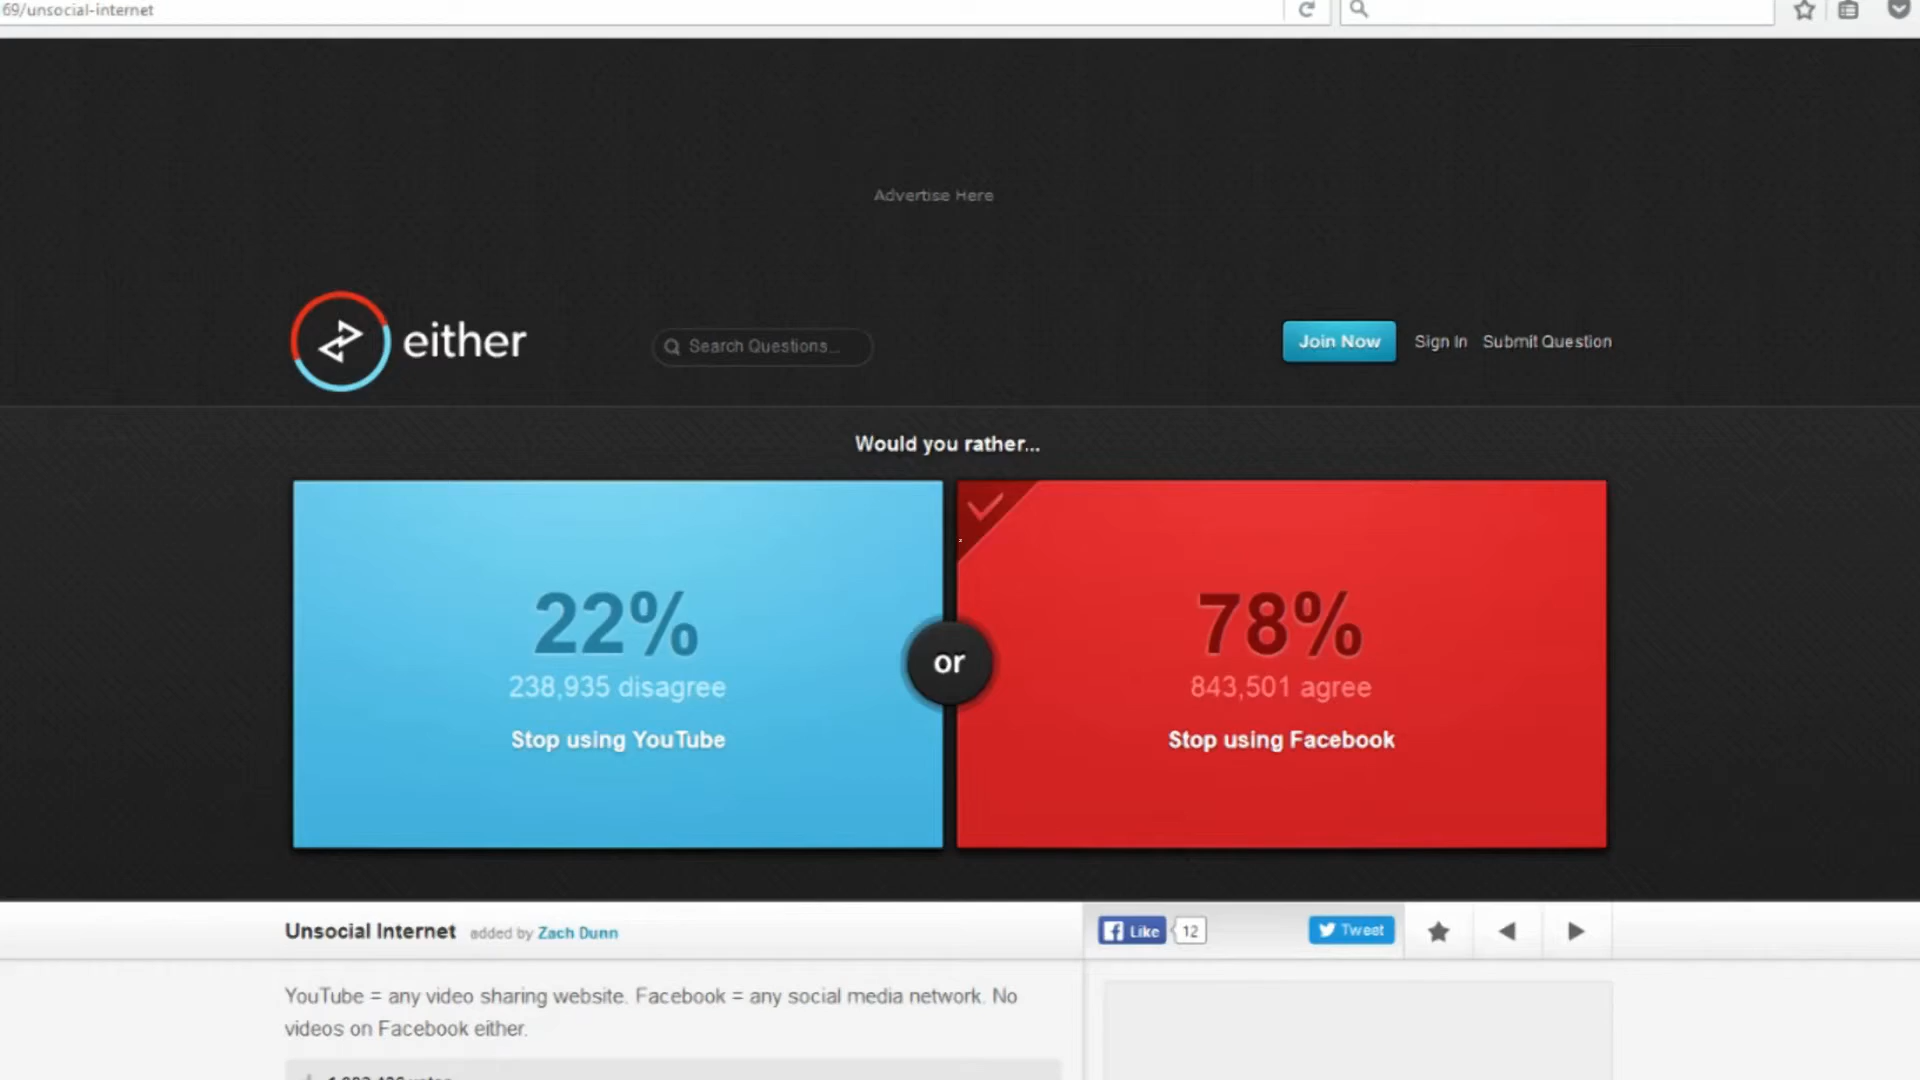 69/unsocial-internet
Advertise Here
either
Search Questions...
Join Now
Sign In
Submit Question
Would you rather...
22%
238,935 disagree
Stop using YouTube
or
78%
843,501 agree
Stop using Facebook
Unsocial Internet added by Zach Dunn
Like
12
Tweet
YouTube = any video sharing website. Facebook = any social media network. No
videos on Facebook either.